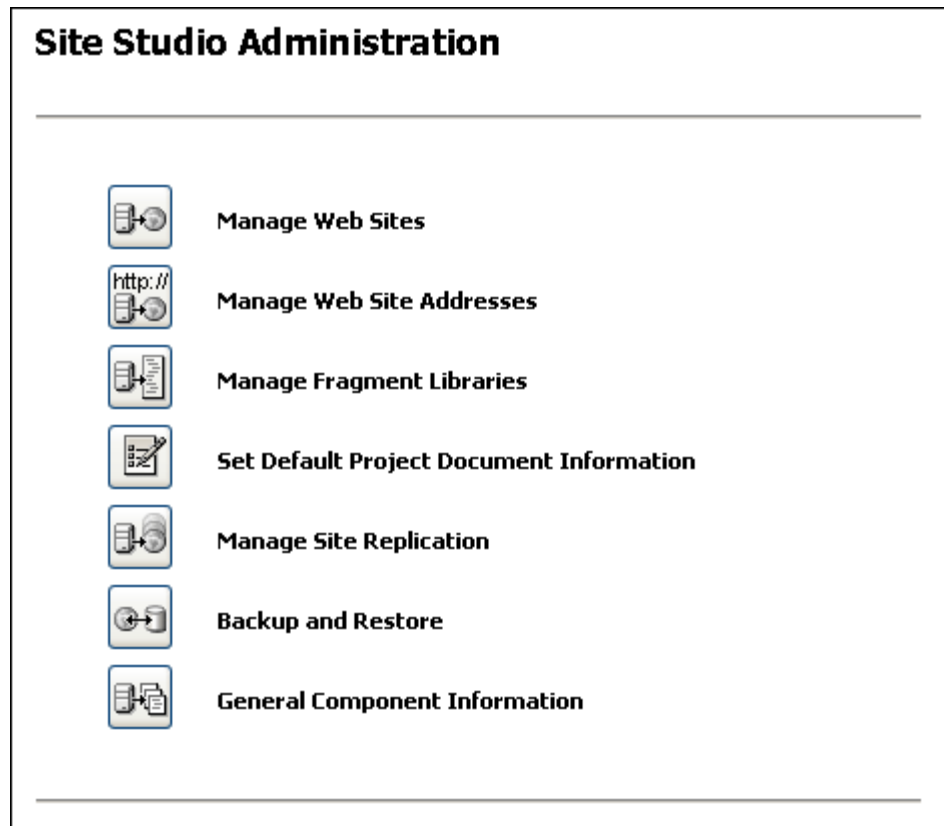 Site Studio Administration
Manage Web Sites
http://
Manage Web Site Addresses
Manage Fragment Libraries
Set Default Project Document Information
Manage Site Replication
Backup and Restore
General Component Information